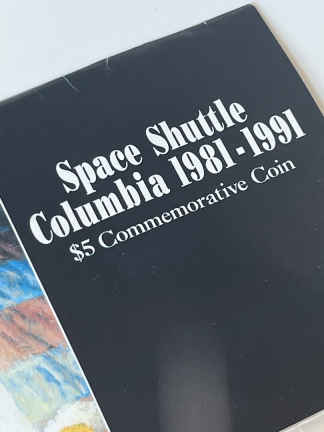 Space Shuttle
Columbia 1981-1991
$5 Commemorative Coin